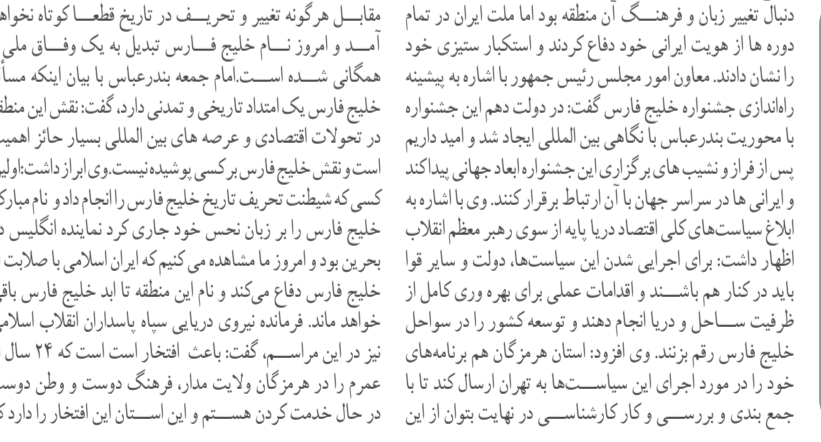 دنبال تغییر زبان و فرهنگ آن منطقه بود اما ملت ایران در تمام
دوره ها از هویت ایرانی خود دفاع کردند و استکبار ستیزی خود
را نشان دادند. معاون امور مجلس رئیس جمهور با اشاره به پیشینه
راه‌اندازی جشنواره خلیج فارس گفت: در دولت دهم این جشنواره
با محوریت بندرعباس با نگاهی بین المللی ایجاد شد و امید داریم
پس از فراز و نشیب های برگزاری این جشنواره ابعاد جهانی پیدا کند
و ایرانی ها در سراسر جهان با آن ارتباط برقرار کنند. وی با اشاره به
ابلاغ سیاست‌های کلی اقتصاد دریا پایه از سوی رهبر معظم انقلاب
اظهار داشت: برای اجرایی شدن این سیاست‌ها، دولت و سایر قوا
باید در کنار هم باشند و اقدامات عملی برای بهره وری کامل از
ظرفیت ساحل و دریا انجام دهند و توسعه کشور را در سواحل
خلیج فارس رقم بزنند. وی افزود: استان هرمزگان هم برنامه‌های
خود را در مورد اجرای این سیاست‌ها به تهران ارسال کند تا با
جمع بندی و بررسی و کار کارشناسی در نهایت بتوان از این
مقابل هرگونه تغییر و تحریف در تاریخ قطعا کوتاه نخواه
آمد و امروز نام خلیج فارس تبدیل به یک وفاق ملی
همگانی شده است.امام جمعه بندرعباس با بیان اینکه مسأ
خلیج فارس یک امتداد تاریخی و تمدنی دارد، گفت: نقش این منطق
در تحولات اقتصادی و عرصه های بین المللی بسیار حائز اهمیت
است و نقش خلیج فارس بر کسی پوشیده نیست.وی ابراز داشت:اولی
کسی که شیطنت تحریف تاریخ خلیج فارس را انجام داد و نام مبارک
خلیج فارس را بر زبان نحس خود جاری کرد نماینده انگلیس د
بحرین بود و امروز ما مشاهده می کنیم که ایران اسلامی با صلابت
خلیج فارس دفاع می‌کند و نام این منطقه تا ابد خلیج فارس باق
خواهد ماند. فرمانده نیروی دریایی سپاه پاسداران انقلاب اسلام
نیز در این مراسم، گفت: باعث افتخار است است که ۲۴ سال
عمرم را در هرمزگان ولایت مدار، فرهنگ دوست و وطن دوس
در حال خدمت کردن هستم و این استان این افتخار را دارد ک